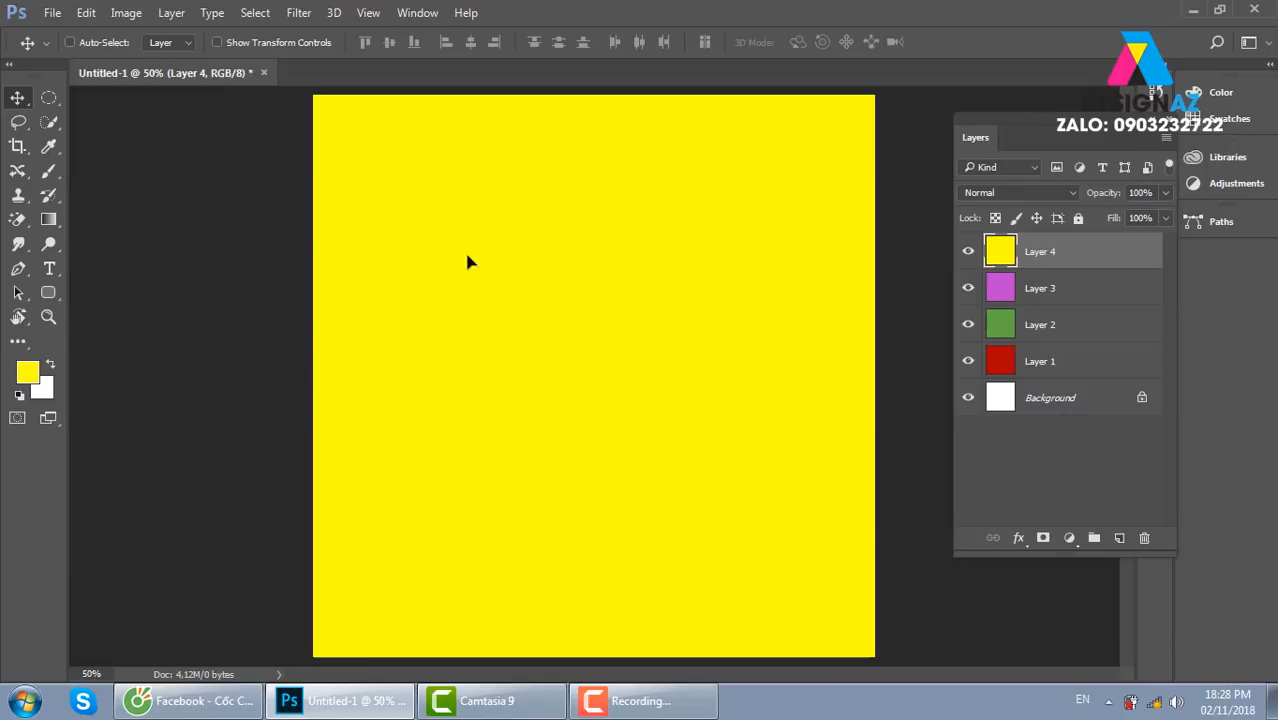 Ps File Edit Image Layer Type Select Filter 3D View Window Help
Auto-Select: Layer Show Transform Controls 3D Mode:
Untitled-1 @ 50% (Layer 4, RGB/8) * ×
AZ
ZALO: 0903232722
Color
Swatches
Libraries
Adjustments
Paths
Layers
Kind
Normal Opacity: 100%
Lock: Fill: 100%
Layer 4
Layer 3
Layer 2
Layer 1
Background
50% Doc: 4,12M/0 bytes
Facebook - Cốc C...
Ps Untitled-1 @ 50% ...
C Camtasia 9
C Recording...
EN
18:28 PM
02/11/2018